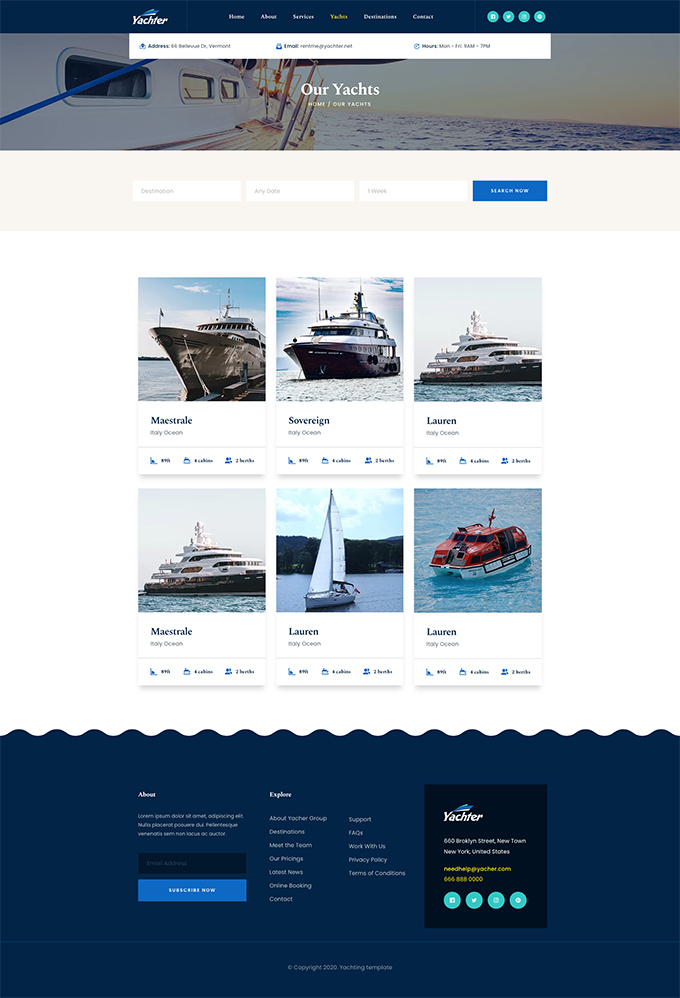 Yachter
Home About Services Yachts Destinations Contact
Address: 66 Bellevue Dr, Vermont Email: rentme@yachter.net Hours: Mon - Fri: 9AM - 7PM
Our Yachts
HOME / OUR YACHTS
Destination Any Date 1 Week SEARCH NOW
Maestrale
Italy Ocean
89ft 4 cabins 2 berths
Sovereign
Italy Ocean
89ft 4 cabins 2 berths
Lauren
Italy Ocean
89ft 4 cabins 2 berths
Maestrale
Italy Ocean
89ft 4 cabins 2 berths
Lauren
Italy Ocean
89ft 4 cabins 2 berths
Lauren
Italy Ocean
89ft 4 cabins 2 berths
About
Lorem ipsum dolor sit amet, adipiscing elit.
Nulla placerat posuere dui. Pellentesque
venenatis sem non lacus ac auctor.
Email Address
SUBSCRIBE NOW
Explore
About Yacher Group
Destinations
Meet the Team
Our Pricings
Latest News
Online Booking
Contact
Support
FAQs
Work With Us
Privacy Policy
Terms of Conditions
Yachter
660 Broklyn Street, New Town
New York, United States
needhelp@yacher.com
666 888 0000
© Copyright 2020. Yachting template